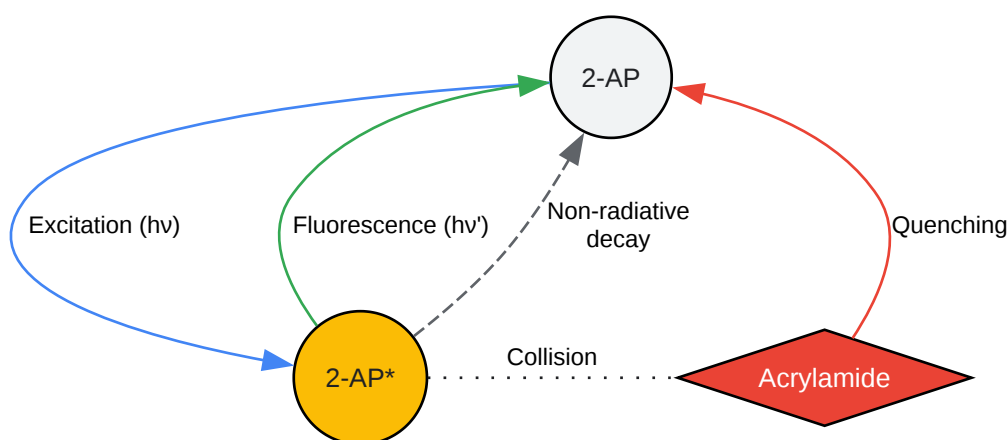 2-AP
Excitation (hν)
Fluorescence (hν')
Non-radiative
decay
Quenching
Collision
2-AP*
Acrylamide